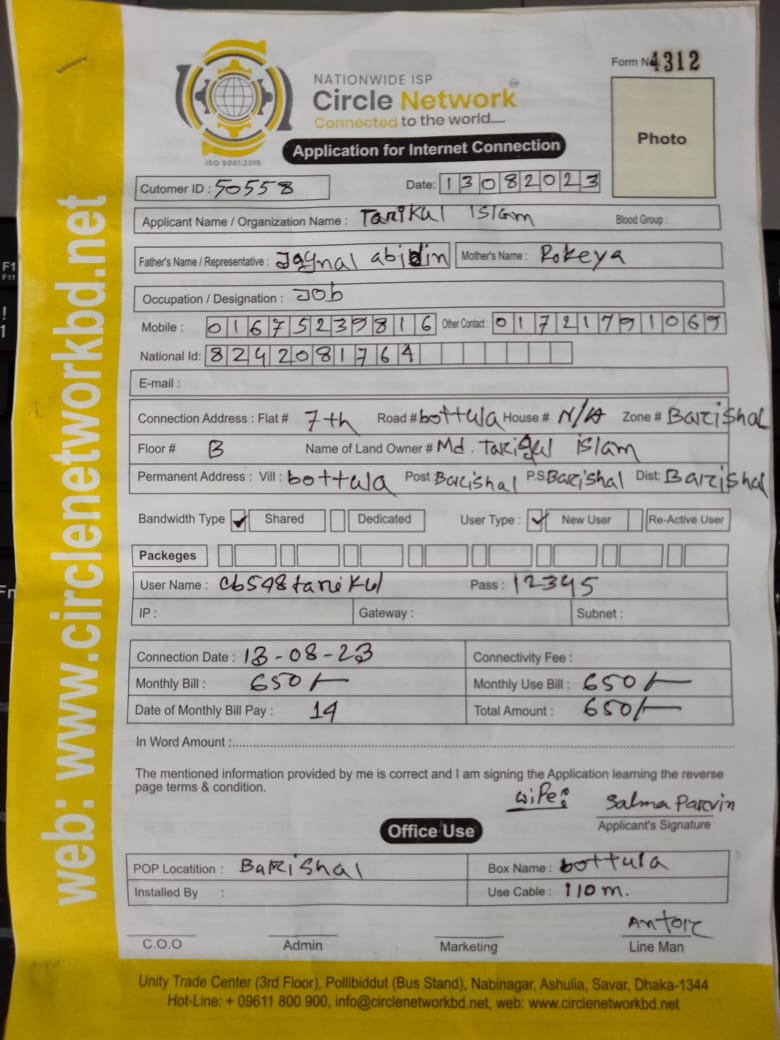 NATIONWIDE ISP
Circle Network
Connected to the world.....
ISO 9001:2015
Form No 4312
Photo
Application for Internet Connection
Cutomer ID : 50558 Date: 13082023
Applicant Name / Organization Name : Tarikul Islam Blood Group :
Father's Name / Representative : Jaynal abidin Mother's Name : Rokeya
Occupation / Designation : Job
Mobile : 01675239816 Other Contact : 01721791069
National Id: 8242081764
E-mail :
Connection Address : Flat # 7th Road # bottula House # N/A Zone # Barishal
Floor # B Name of Land Owner # Md. Tariqul islam
Permanent Address : Vill : bottula Post Barishal P.S Barishal Dist: Barishal
Bandwidth Type ✓ Shared Dedicated User Type : ✓ New User Re-Active User
Packeges
User Name : cb548tarikul Pass : 12345
IP : Gateway : Subnet :
Connection Date : 13-08-23 Connectivity Fee :
Monthly Bill : 650/- Monthly Use Bill : 650/-
Date of Monthly Bill Pay : 14 Total Amount : 650/-
In Word Amount :
The mentioned information provided by me is correct and I am signing the Application learning the reverse
page terms & condition.
wife: Salma Parvin
Applicant's Signature
Office Use
POP Locatition : Barishal Box Name : bottula
Installed By : Use Cable : 110 m.
Antor
C.O.O Admin Marketing Line Man
Unity Trade Center (3rd Floor), Pollibiddut (Bus Stand), Nabinagar, Ashulia, Savar, Dhaka-1344
Hot-Line: + 09611 800 900, info@circlenetworkbd.net, web: www.circlenetworkbd.net
web: www.circlenetworkbd.net